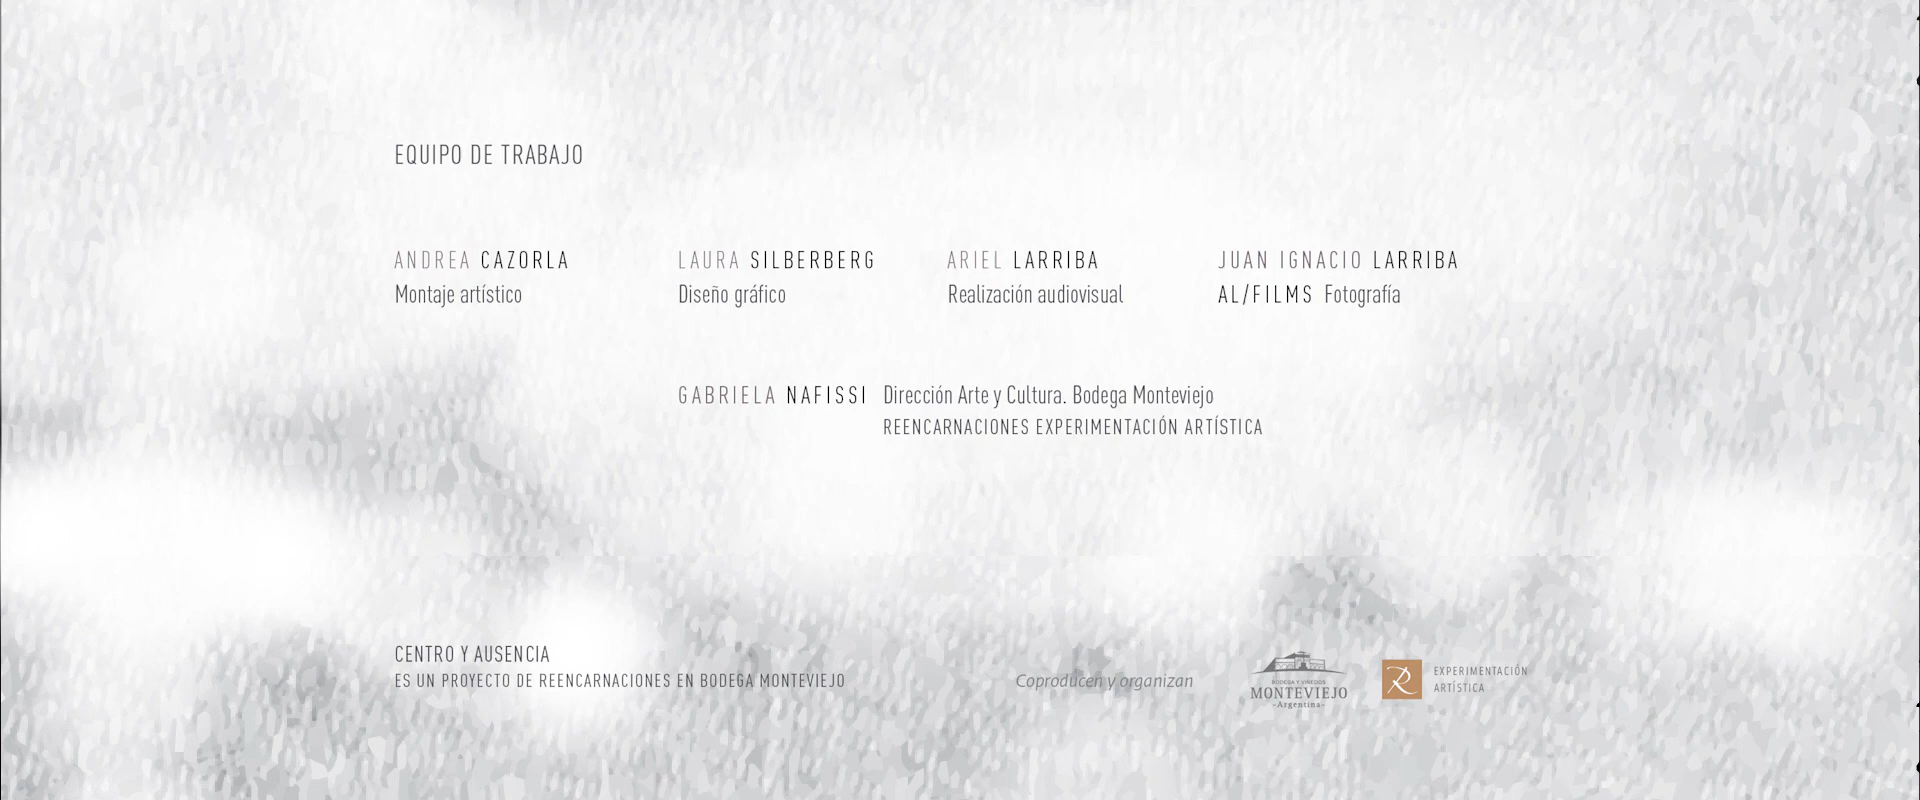 EQUIPO DE TRABAJO
ANDREA CAZORLA
Montaje artístico
LAURA SILBERBERG
Diseño gráfico
ARIEL LARRIBA
Realización audiovisual
JUAN IGNACIO LARRIBA
AL/FILMS Fotografía
GABRIELA NAFISSI Dirección Arte y Cultura. Bodega Monteviejo
REENCARNACIONES EXPERIMENTACIÓN ARTÍSTICA
CENTRO Y AUSENCIA
ES UN PROYECTO DE REENCARNACIONES EN BODEGA MONTEVIEJO
Coproducen y organizan
BODEGA Y VIÑEDOS
MONTEVIEJO
-Argentina-
R
EXPERIMENTACIÓN
ARTÍSTICA